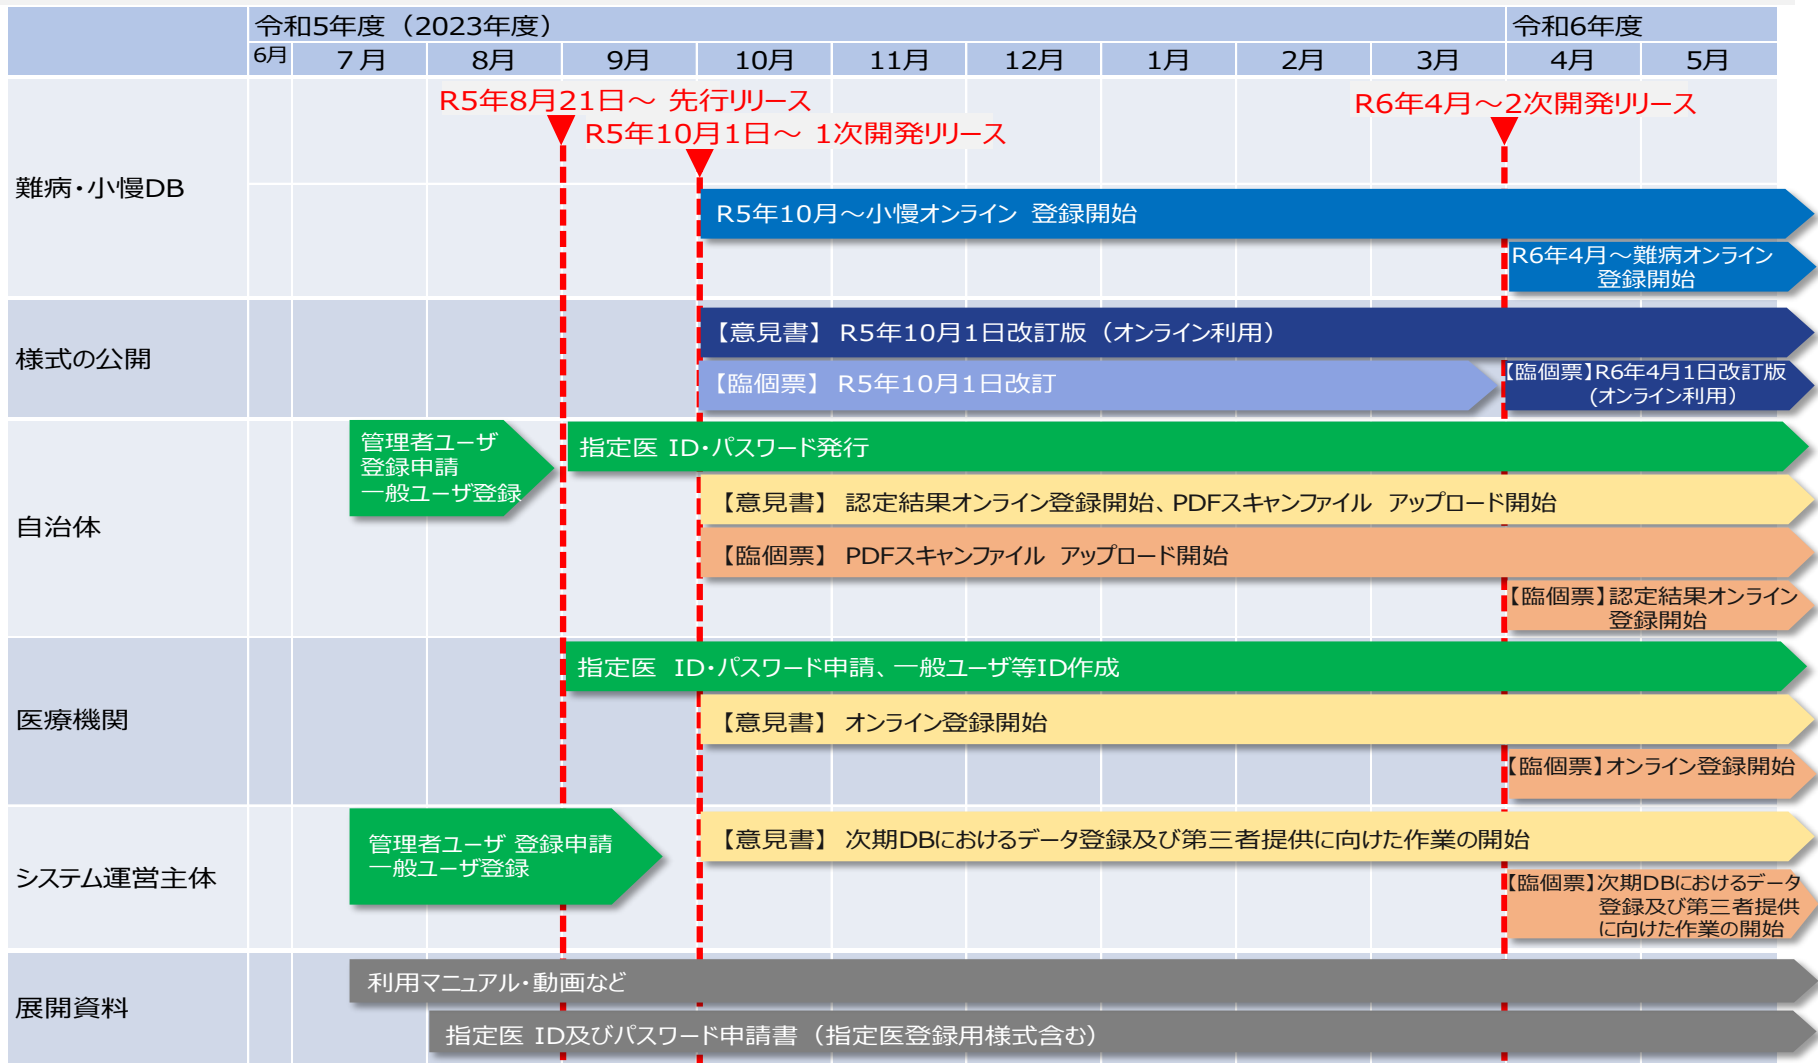 令和5年度（2023年度）
令和6年度
6月 7月 8月 9月 10月 11月 12月 1月 2月 3月 4月 5月
R5年8月21日～ 先行リリース
R5年10月1日～ 1次開発リリース
R6年4月～2次開発リリース
難病・小慢DB
R5年10月～小慢オンライン 登録開始
R6年4月～難病オンライン
登録開始
様式の公開
【意見書】 R5年10月1日改訂版（オンライン利用）
【臨個票】 R5年10月1日改訂
【臨個票】R6年4月1日改訂版
(オンライン利用）
自治体
管理者ユーザ
登録申請
一般ユーザ登録
指定医 ID・パスワード発行
【意見書】 認定結果オンライン登録開始、PDFスキャンファイル アップロード開始
【臨個票】 PDFスキャンファイル アップロード開始
【臨個票】認定結果オンライン
登録開始
医療機関
指定医 ID・パスワード申請、一般ユーザ等ID作成
【意見書】 オンライン登録開始
【臨個票】オンライン登録開始
システム運営主体
管理者ユーザ 登録申請
一般ユーザ登録
【意見書】 次期DBにおけるデータ登録及び第三者提供に向けた作業の開始
【臨個票】次期DBにおけるデータ
登録及び第三者提供
に向けた作業の開始
展開資料
利用マニュアル・動画など
指定医 ID及びパスワード申請書（指定医登録用様式含む）